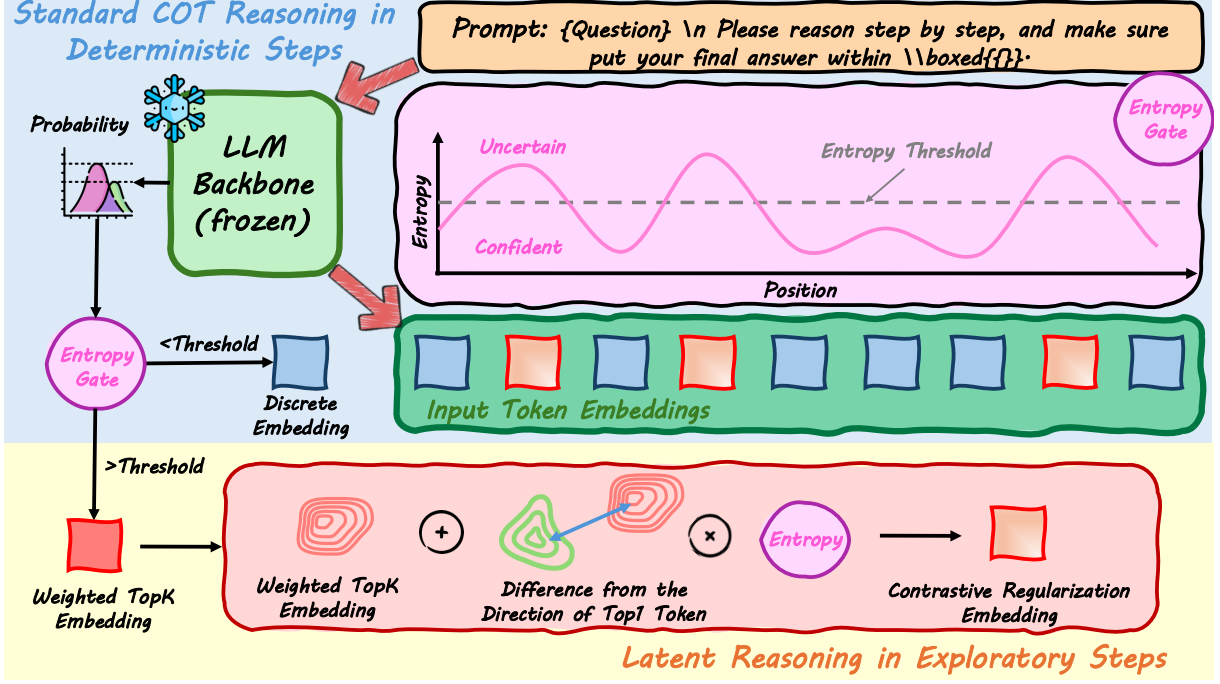 Standard COT Reasoning in
Deterministic Steps
Prompt: {Question} \n Please reason step by step, and make sure
put your final answer within \\boxed{{}}.
Probability
LLM
Backbone
(frozen)
Entropy
Gate
Uncertain
Entropy Threshold
Entropy
Confident
Position
Entropy
Gate
<Threshold
Discrete
Embedding
Input Token Embeddings
>Threshold
Weighted TopK
Embedding
Weighted TopK
Embedding
+
Difference from the
Direction of Top1 Token
×
Entropy
Contrastive Regularization
Embedding
Latent Reasoning in Exploratory Steps